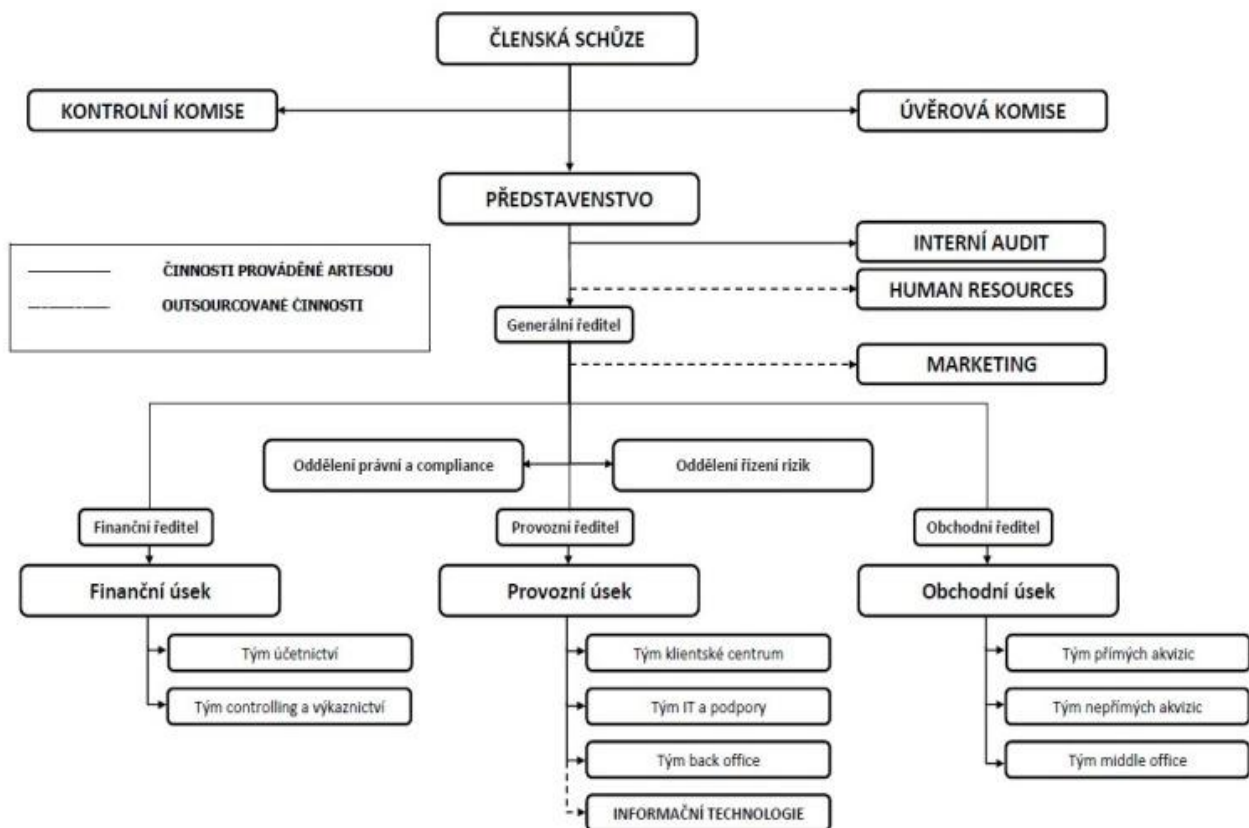 ČLENSKÁ SCHŮZE
KONTROLNÍ KOMISE
ÚVĚROVÁ KOMISE
PŘEDSTAVENSTVO
INTERNÍ AUDIT
ČINNOSTI PROVÁDĚNÉ ARTESOU
OUTSOURCOVANÉ ČINNOSTI
HUMAN RESOURCES
Generální ředitel
MARKETING
Oddělení právní a compliance
Oddělení řízení rizik
Finanční ředitel
Provozní ředitel
Obchodní ředitel
Finanční úsek
Provozní úsek
Obchodní úsek
Tým účetnictví
Tým klientské centrum
Tým přímých akvizic
Tým controlling a výkaznictví
Tým IT a podpory
Tým nepřímých akvizic
Tým back office
Tým middle office
INFORMAČNÍ TECHNOLOGIE